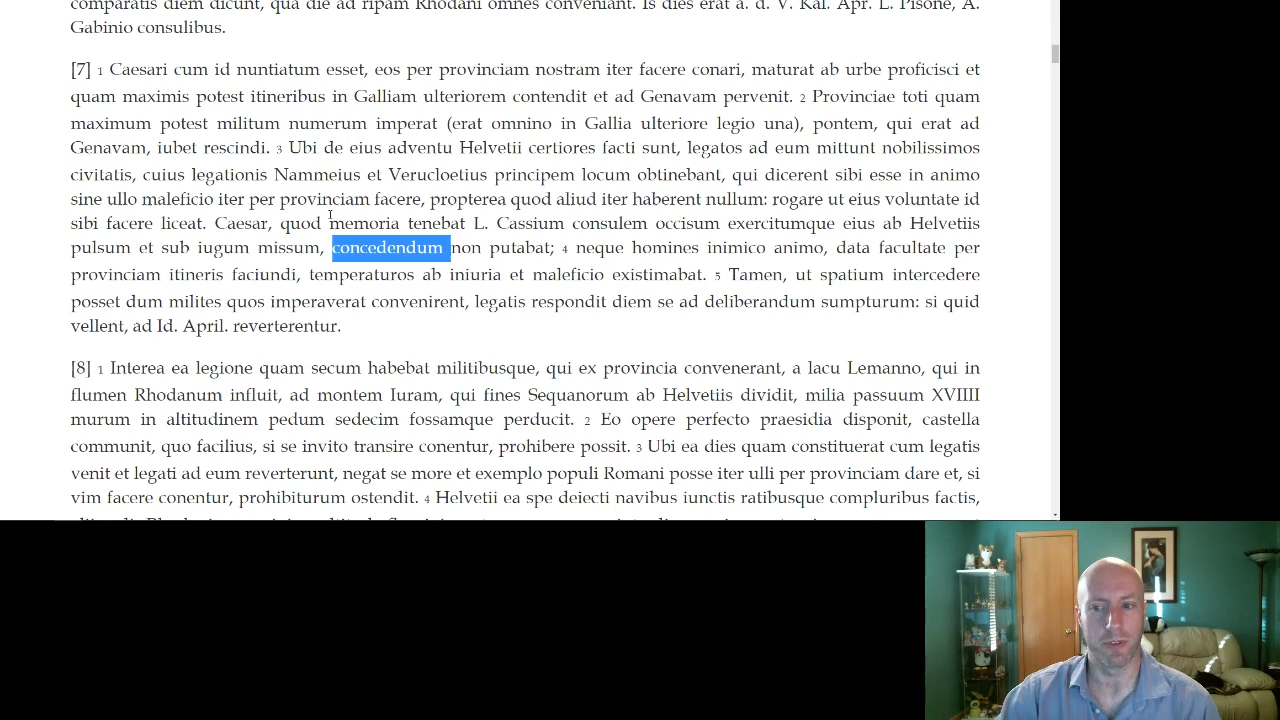 comparatis diem dicunt, qua die ad ripam Rhodani omnes conveniant. Is dies erat a. d. V. Kal. Apr. L. Pisone, A.
Gabinio consulibus.
[7] 1 Caesari cum id nuntiatum esset, eos per provinciam nostram iter facere conari, maturat ab urbe proficisci et
quam maximis potest itineribus in Galliam ulteriorem contendit et ad Genavam pervenit. 2 Provinciae toti quam
maximum potest militum numerum imperat (erat omnino in Gallia ulteriore legio una), pontem, qui erat ad
Genavam, iubet rescindi. 3 Ubi de eius adventu Helvetii certiores facti sunt, legatos ad eum mittunt nobilissimos
civitatis, cuius legationis Nammeius et Verucloetius principem locum obtinebant, qui dicerent sibi esse in animo
sine ullo maleficio iter per provinciam facere, propterea quod aliud iter haberent nullum: rogare ut eius voluntate id
sibi facere liceat. Caesar, quod memoria tenebat L. Cassium consulem occisum exercitumque eius ab Helvetiis
pulsum et sub iugum missum, concedendum non putabat; 4 neque homines inimico animo, data facultate per
provinciam itineris faciundi, temperaturos ab iniuria et maleficio existimabat. 5 Tamen, ut spatium intercedere
posset dum milites quos imperaverat convenirent, legatis respondit diem se ad deliberandum sumpturum: si quid
vellent, ad Id. April. reverterentur.
[8] 1 Interea ea legione quam secum habebat militibusque, qui ex provincia convenerant, a lacu Lemanno, qui in
flumen Rhodanum influit, ad montem Iuram, qui fines Sequanorum ab Helvetiis dividit, milia passuum XVIIII
murum in altitudinem pedum sedecim fossamque perducit. 2 Eo opere perfecto praesidia disponit, castella
communit, quo facilius, si se invito transire conentur, prohibere possit. 3 Ubi ea dies quam constituerat cum legatis
venit et legati ad eum reverterunt, negat se more et exemplo populi Romani posse iter ulli per provinciam dare et, si
vim facere conentur, prohibiturum ostendit. 4 Helvetii ea spe deiecti navibus iunctis ratibusque compluribus factis,